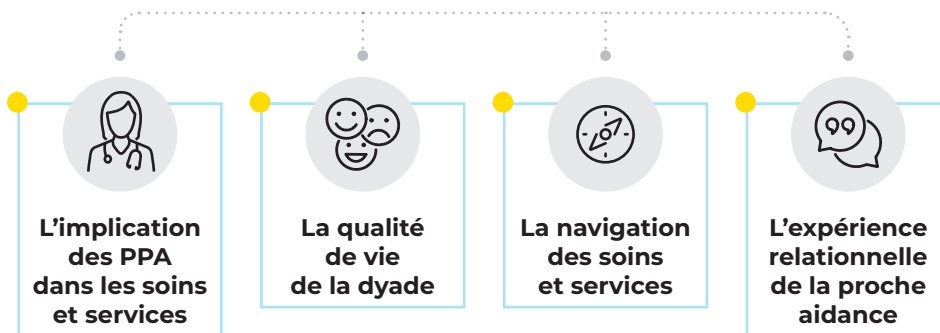 L’implication
des PPA
dans les soins
et services
La qualité
de vie
de la dyade
La navigation
des soins
et services
L’expérience
relationnelle
de la proche
aidance